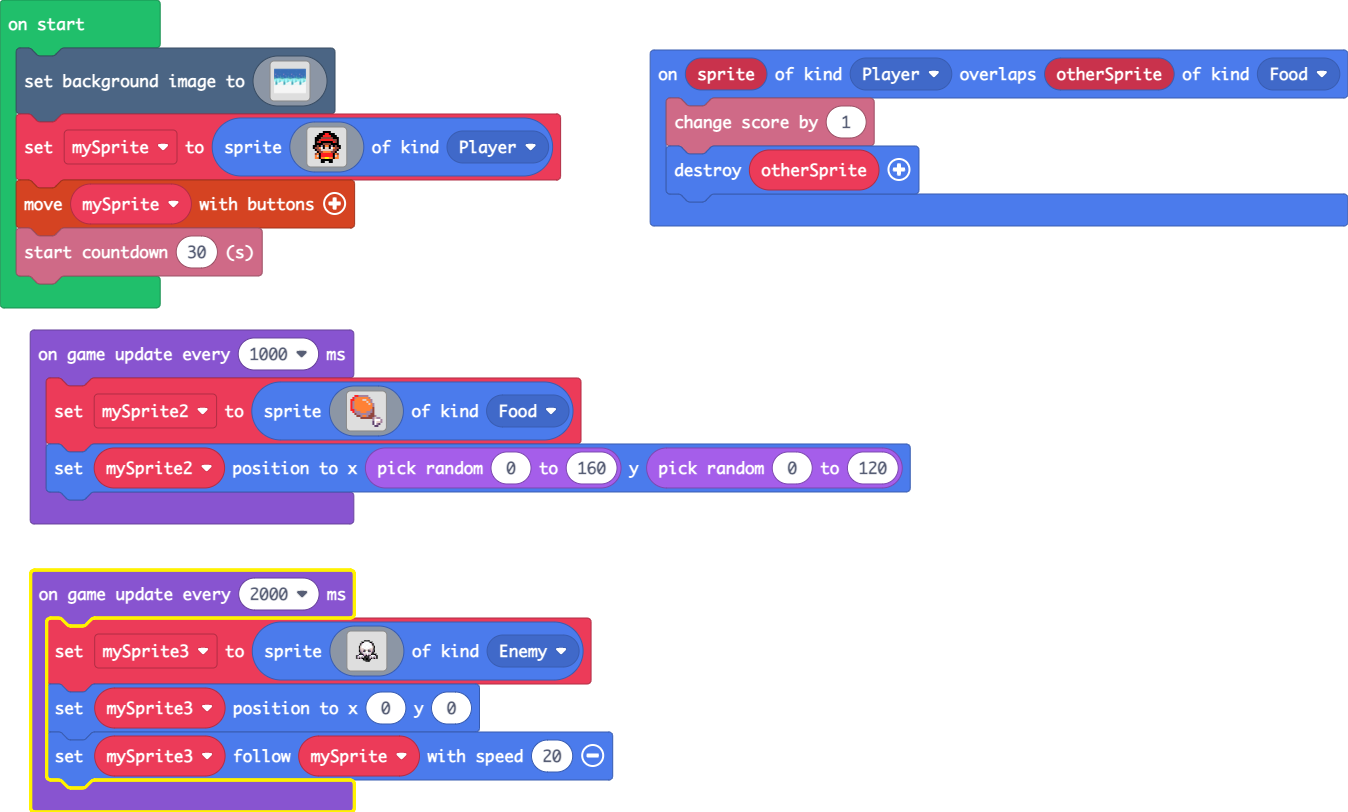 on start
set background image to
set mySprite to sprite of kind Player
move mySprite with buttons
start countdown 30 (s)
on sprite of kind Player overlaps otherSprite of kind Food
change score by 1
destroy otherSprite
on game update every 1000 ms
set mySprite2 to sprite of kind Food
set mySprite2 position to x pick random 0 to 160 y pick random 0 to 120
on game update every 2000 ms
set mySprite3 to sprite of kind Enemy
set mySprite3 position to x 0 y 0
set mySprite3 follow mySprite with speed 20